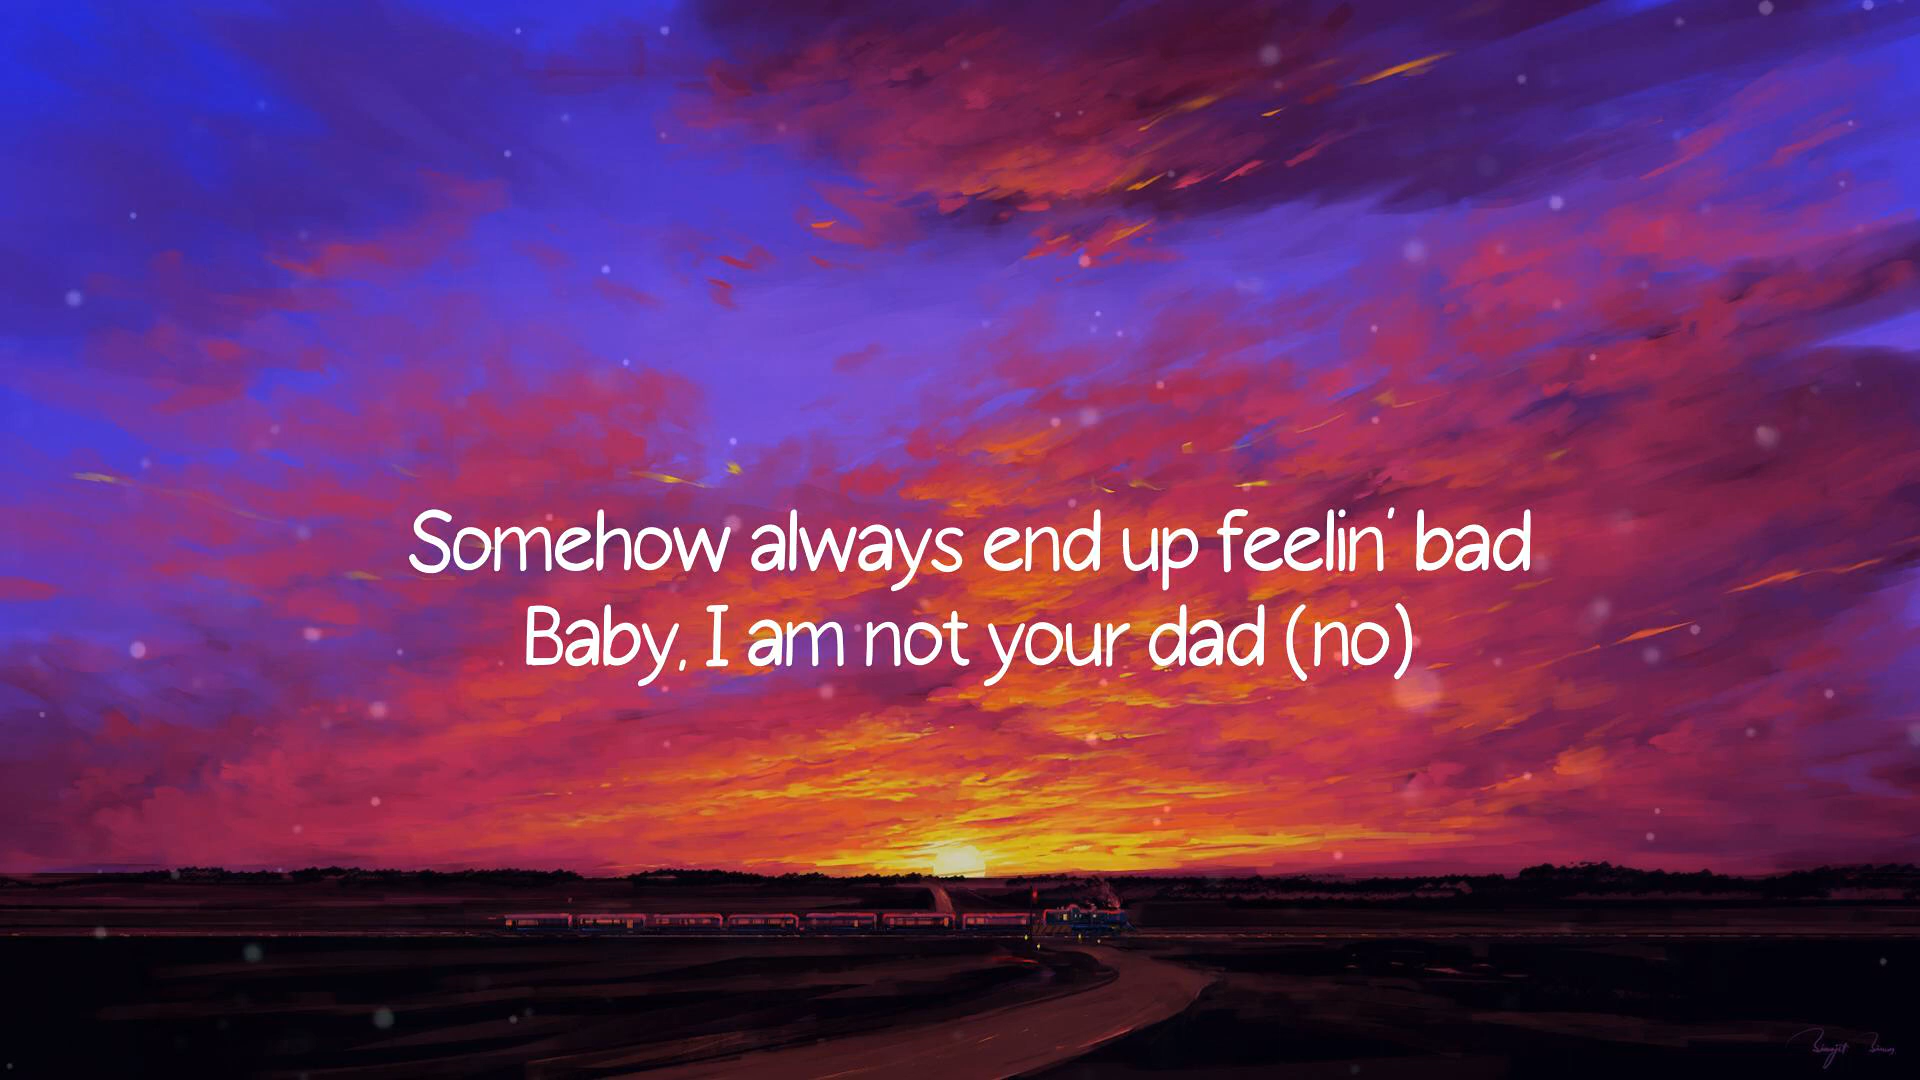 Somehow always end up feelin' bad
Baby, I am not your dad (no)